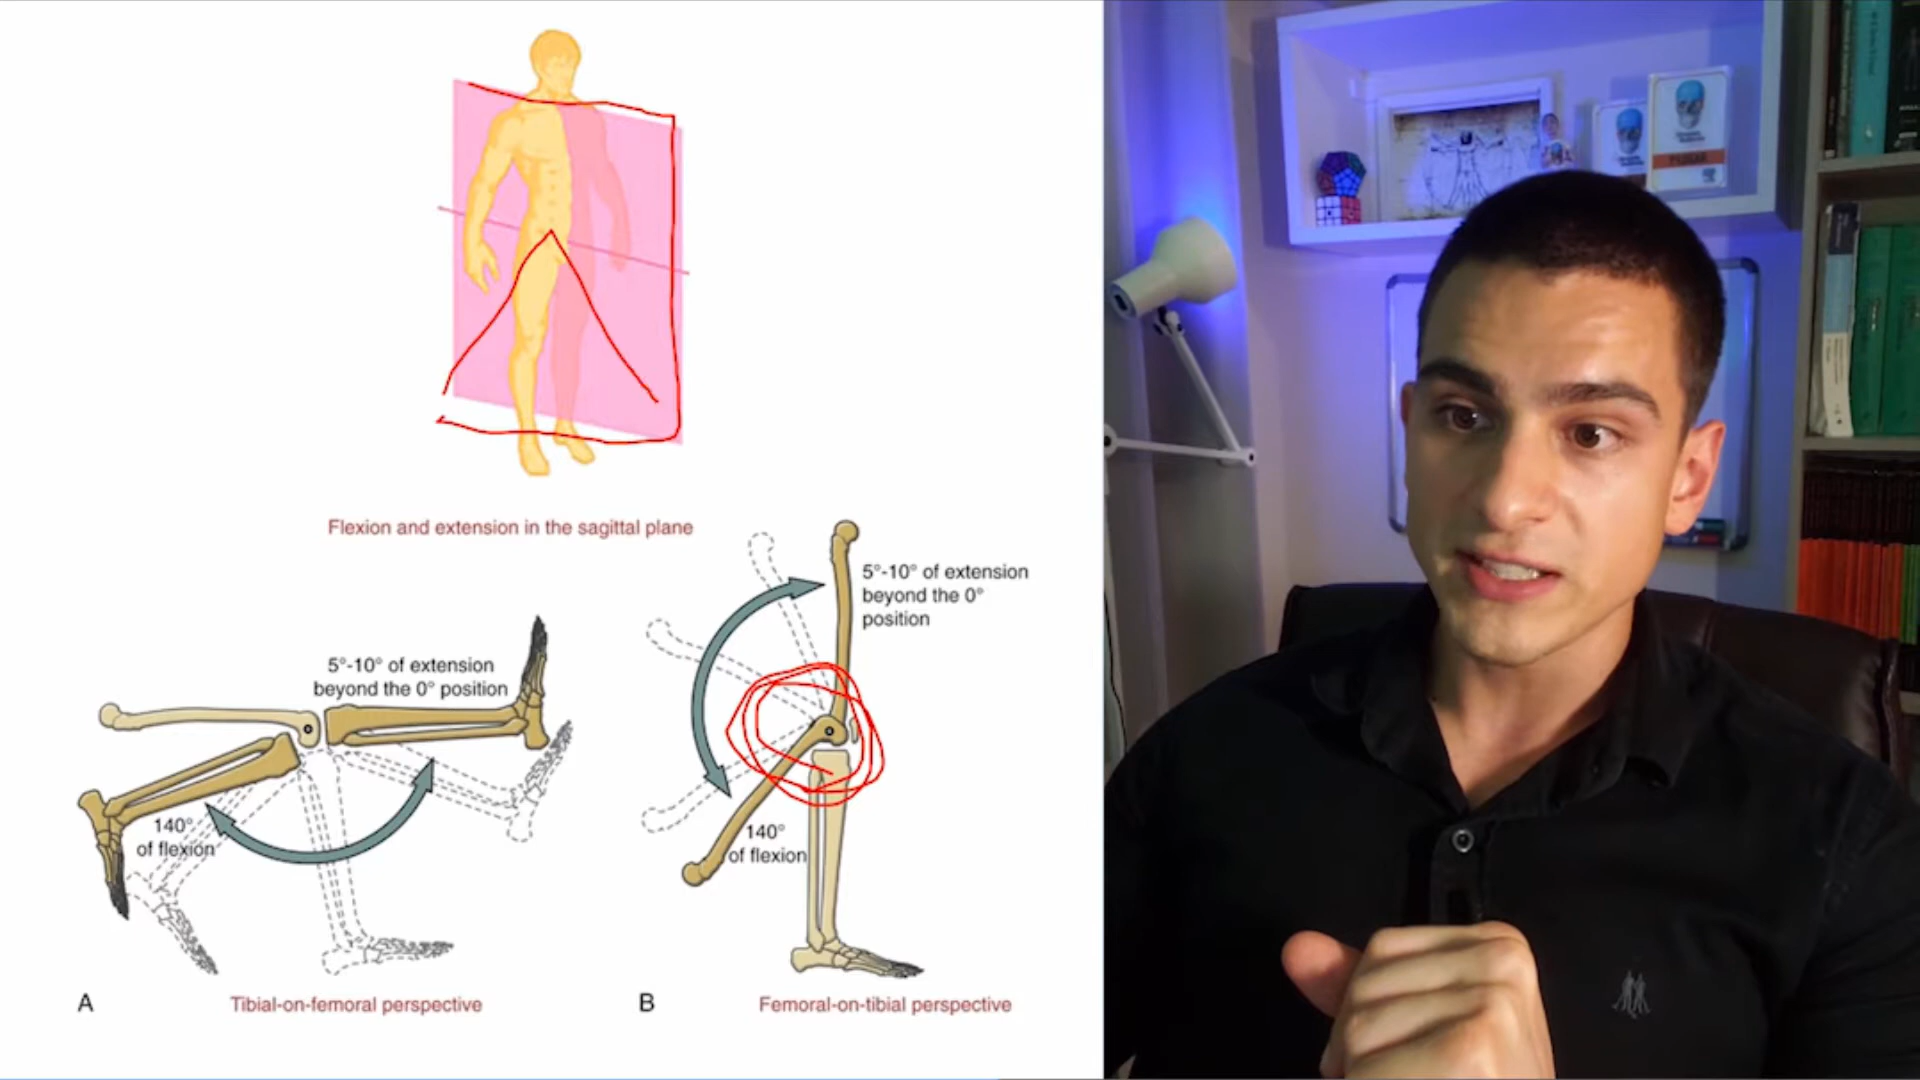 Flexion and extension in the sagittal plane
5°-10° of extension
beyond the 0°
position
5°-10° of extension
beyond the 0° position
140°
of flexion
140°
of flexion
A
Tibial-on-femoral perspective
B
Femoral-on-tibial perspective